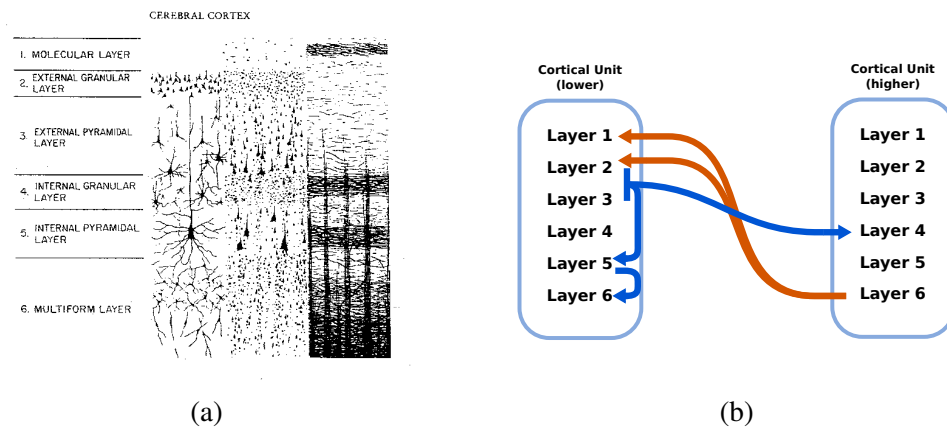 CEREBRAL CORTEX
1. MOLECULAR LAYER
2. EXTERNAL GRANULAR
LAYER
3. EXTERNAL PYRAMIDAL
LAYER
4. INTERNAL GRANULAR
LAYER
5. INTERNAL PYRAMIDAL
LAYER
6. MULTIFORM LAYER
(a)
Cortical Unit
(lower)
Layer 1
Layer 2
Layer 3
Layer 4
Layer 5
Layer 6
Cortical Unit
(higher)
Layer 1
Layer 2
Layer 3
Layer 4
Layer 5
Layer 6
(b)